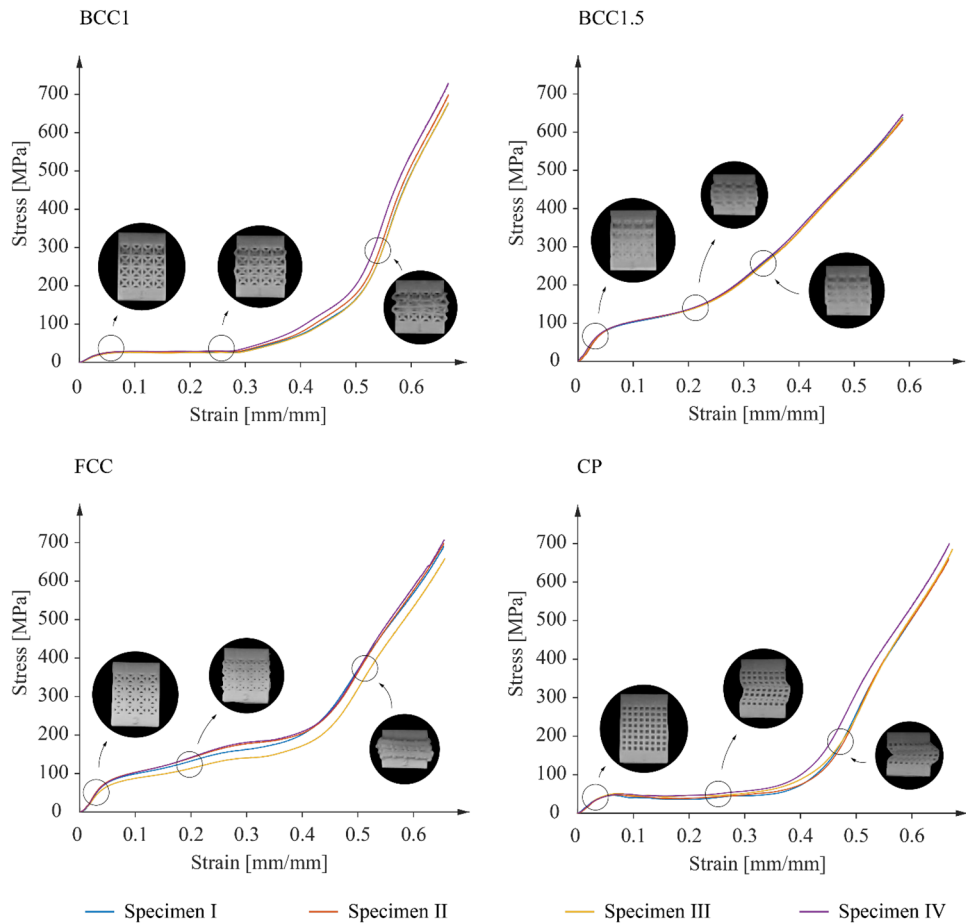 BCC1
BCC1.5
Stress [MPa]
700
600
500
400
300
200
100
0
0 0.1 0.2 0.3 0.4 0.5 0.6
Strain [mm/mm]
Stress [MPa]
700
600
500
400
300
200
100
0
0 0.1 0.2 0.3 0.4 0.5 0.6
Strain [mm/mm]
FCC
CP
Stress [MPa]
700
600
500
400
300
200
100
0
0 0.1 0.2 0.3 0.4 0.5 0.6
Strain [mm/mm]
Stress [MPa]
700
600
500
400
300
200
100
0
0 0.1 0.2 0.3 0.4 0.5 0.6
Strain [mm/mm]
Specimen I
Specimen II
Specimen III
Specimen IV